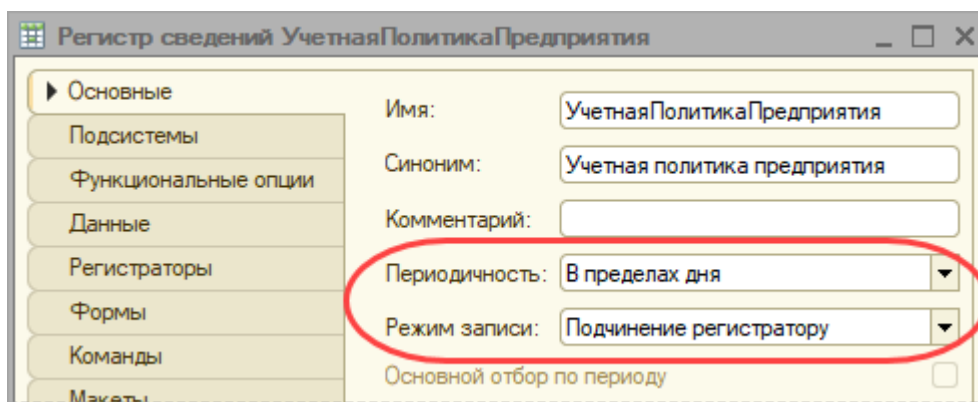 Регистр сведений УчетнаяПолитикаПредприятия
Основные
Подсистемы
Функциональные опции
Данные
Регистраторы
Формы
Команды
Макеты
Имя: УчетнаяПолитикаПредприятия
Синоним: Учетная политика предприятия
Комментарий:
Периодичность: В пределах дня
Режим записи: Подчинение регистратору
Основной отбор по периоду